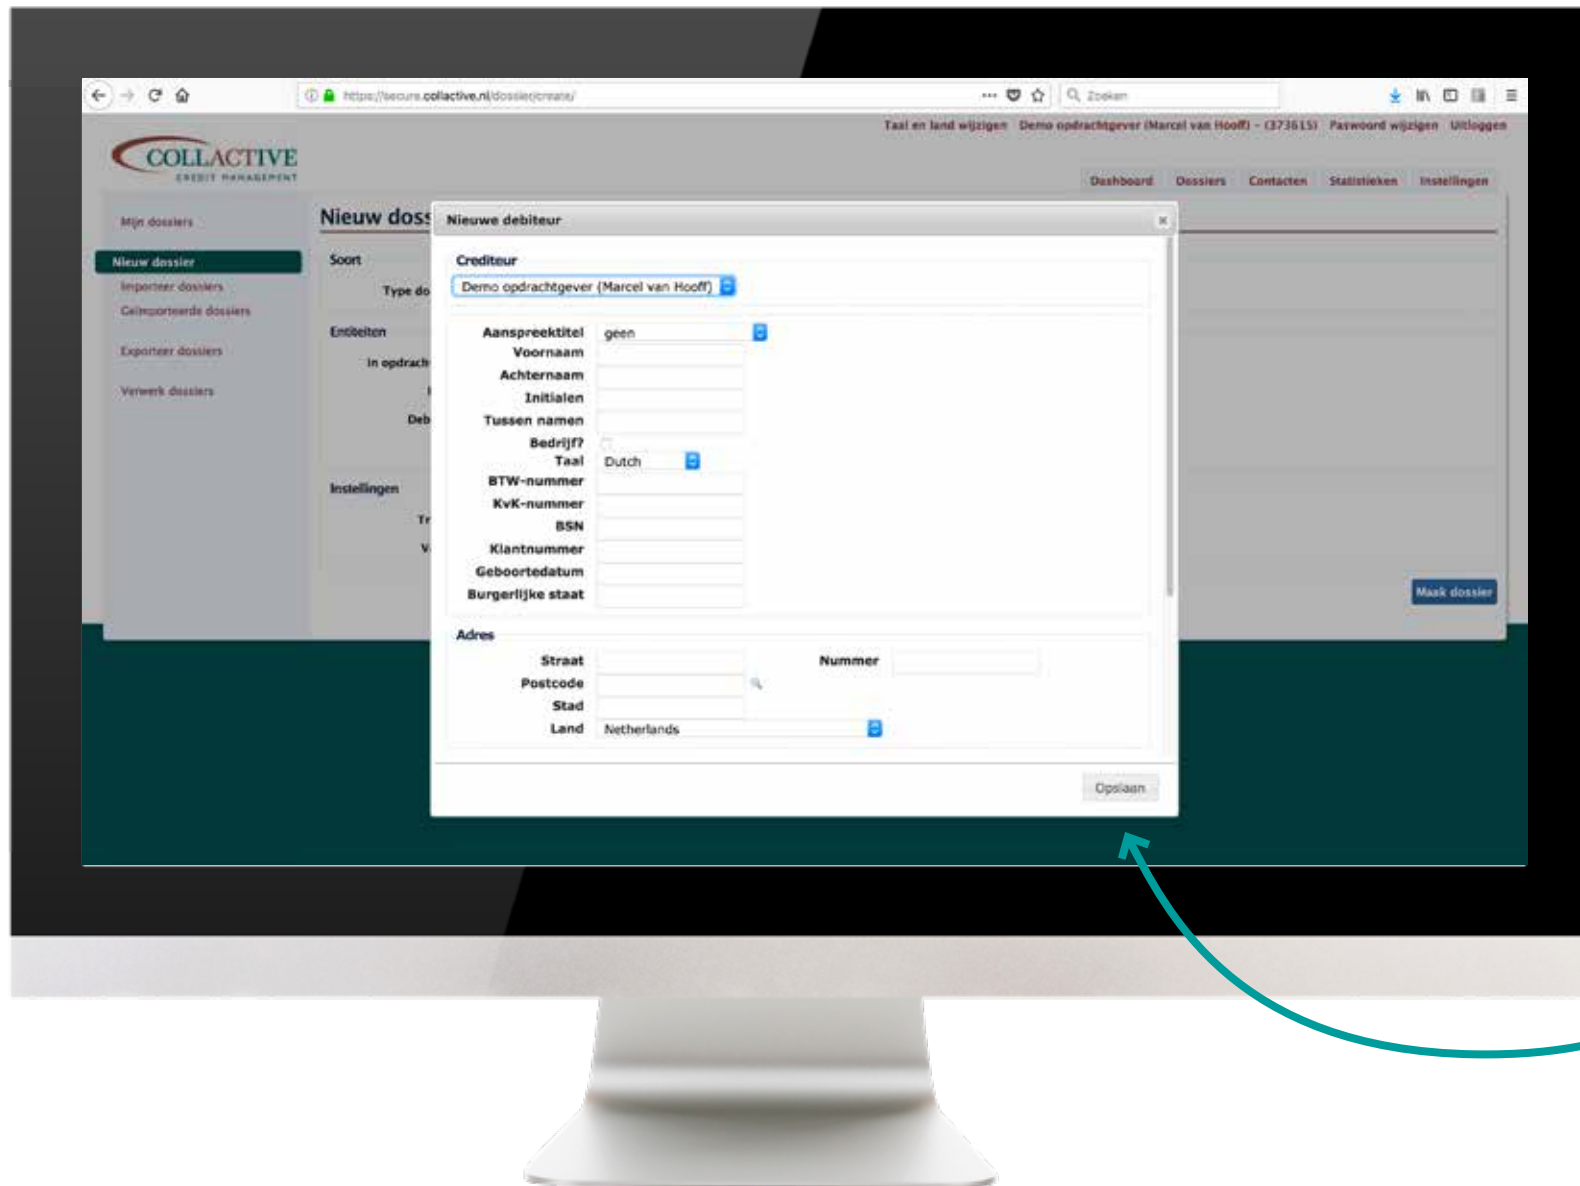 https://secure.collactive.nl/dossier/create/
Zoeken
Taal en land wijzigen Demo opdrachtgever (Marcel van Hooff) - (373615) Paswoord wijzigen Uitloggen
COLLACTIVE
CREDIT MANAGEMENT
Dashboard Dossiers Contacten Statistieken Instellingen
Mijn dossiers
Nieuw dossier
Importeer dossiers
Geïmporteerde dossiers
Exporteer dossiers
Verwerk dossiers
Nieuw doss
Soort
Type do
Entiteiten
In opdrach
Deb
Instellingen
Tr
V
Nieuwe debiteur
Crediteur
Demo opdrachtgever (Marcel van Hooff)
Aanspreektitel geen
Voornaam
Achternaam
Initialen
Tussen namen
Bedrijf?
Taal Dutch
BTW-nummer
KvK-nummer
BSN
Klantnummer
Geboortedatum
Burgerlijke staat
Adres
Straat Nummer
Postcode
Stad
Land Netherlands
Opslaan
Maak dossier